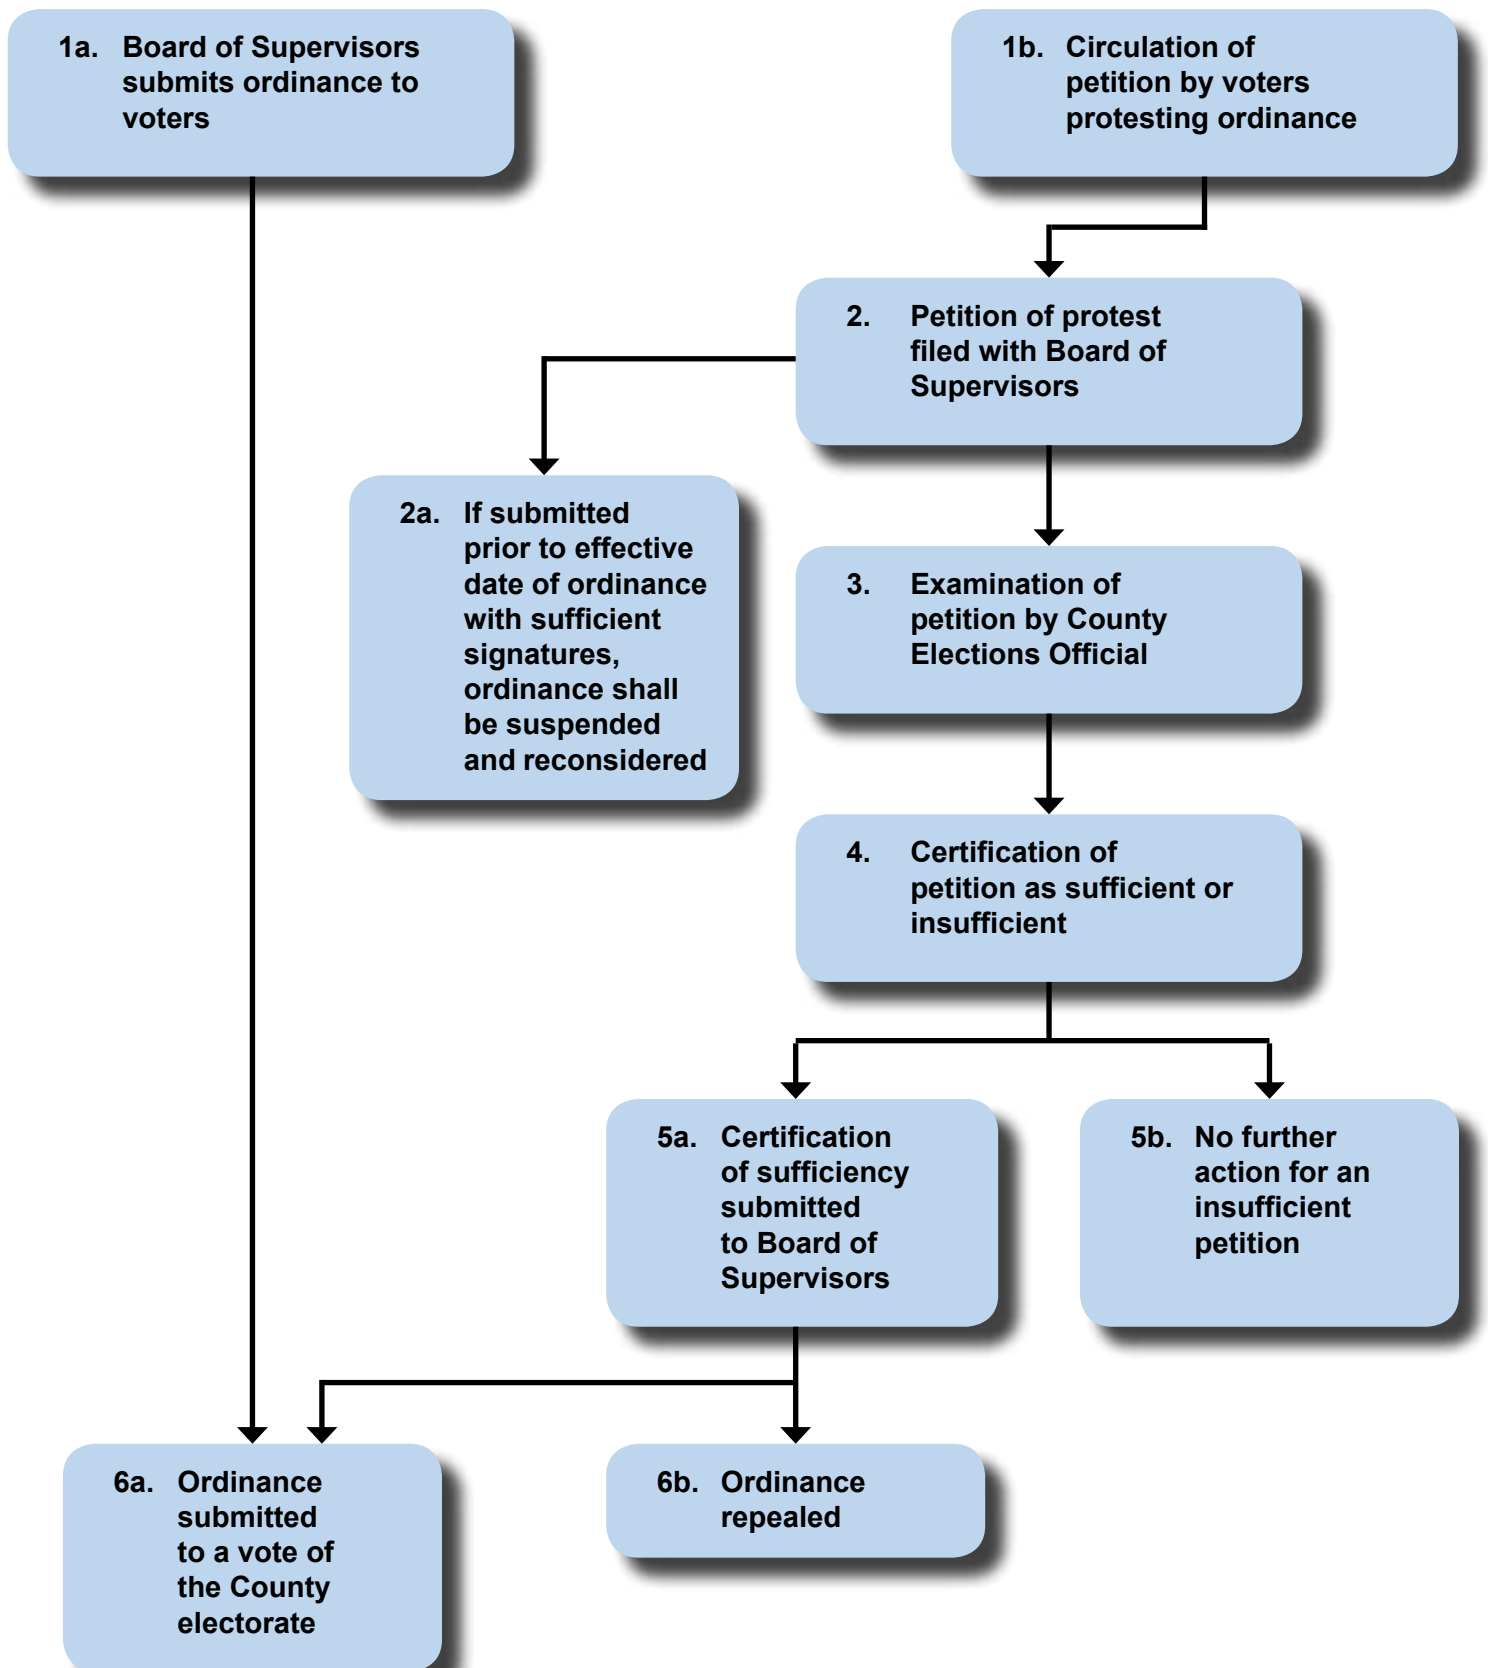 1a. Board of Supervisors
submits ordinance to
voters
1b. Circulation of
petition by voters
protesting ordinance
2. Petition of protest
filed with Board of
Supervisors
2a. If submitted
prior to effective
date of ordinance
with sufficient
signatures,
ordinance shall
be suspended
and reconsidered
3. Examination of
petition by County
Elections Official
4. Certification of
petition as sufficient or
insufficient
5a. Certification
of sufficiency
submitted
to Board of
Supervisors
5b. No further
action for an
insufficient
petition
6a. Ordinance
submitted
to a vote of
the County
electorate
6b. Ordinance
repealed